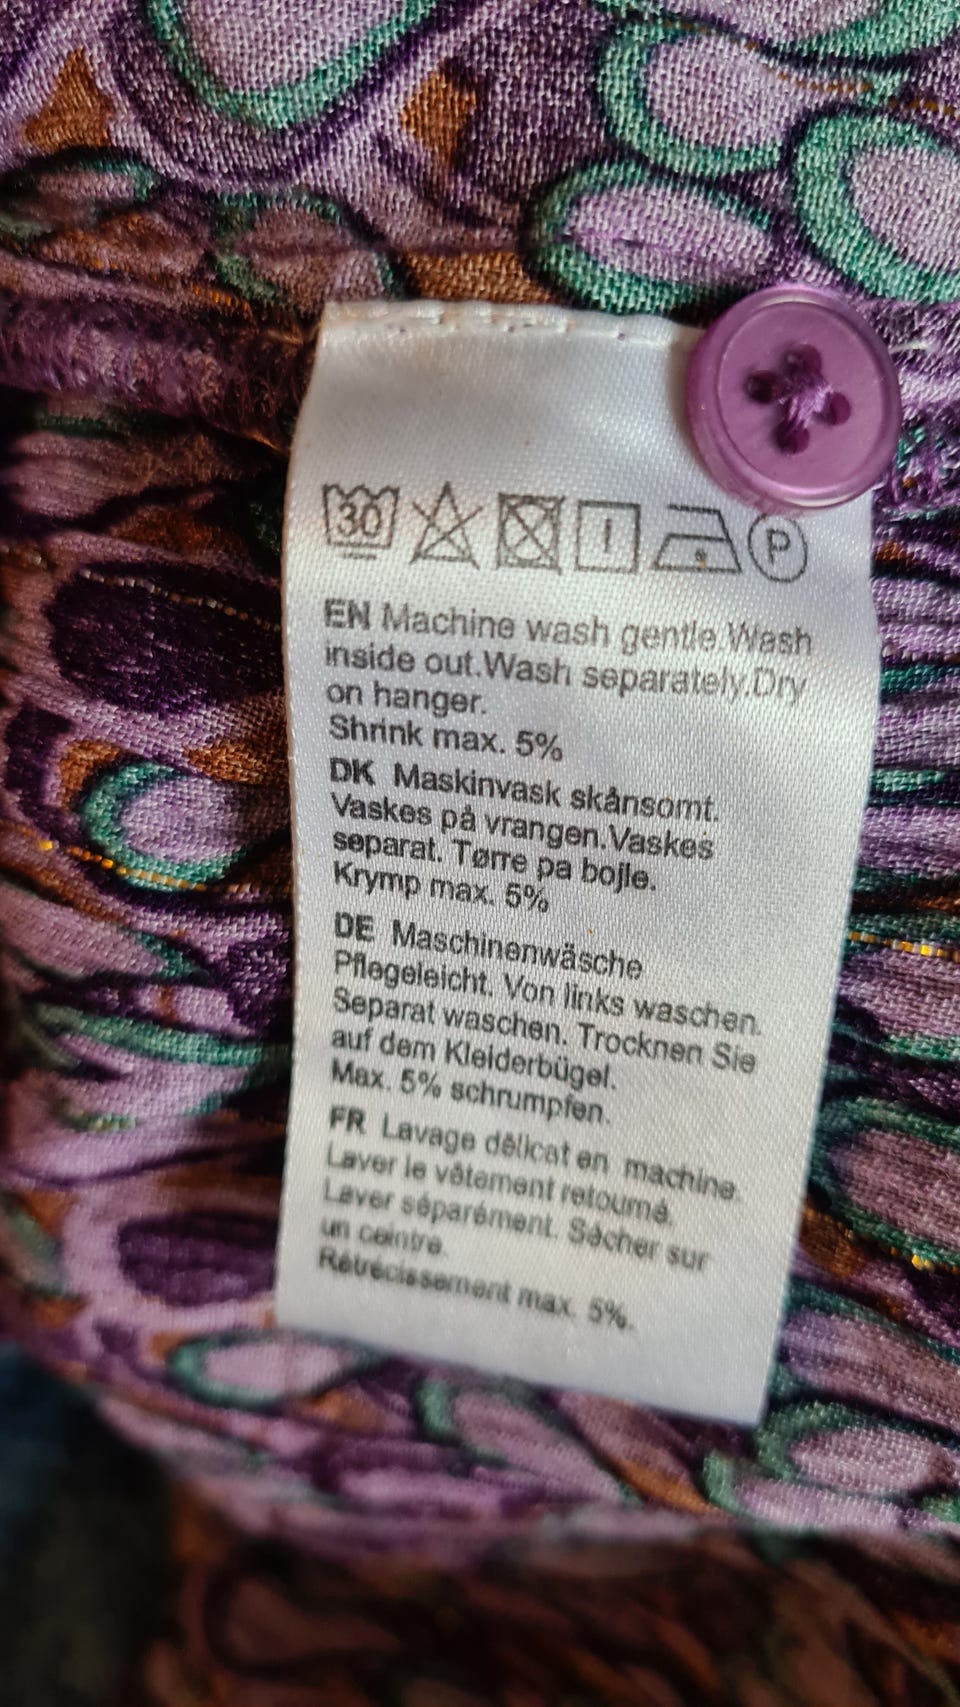 30 P
EN Machine wash gentle.Wash
inside out.Wash separately.Dry
on hanger.
Shrink max. 5%
DK Maskinvask skånsomt.
Vaskes på vrangen.Vaskes
separat. Tørre pa bojle.
Krymp max. 5%
DE Maschinenwäsche
Pflegeleicht. Von links waschen.
Separat waschen. Trocknen Sie
auf dem Kleiderbügel.
Max. 5% schrumpfen.
FR Lavage délicat en machine.
Laver le vêtement retourné.
Laver séparément. Sècher sur
un ceintre.
Rétrécissement max. 5%.